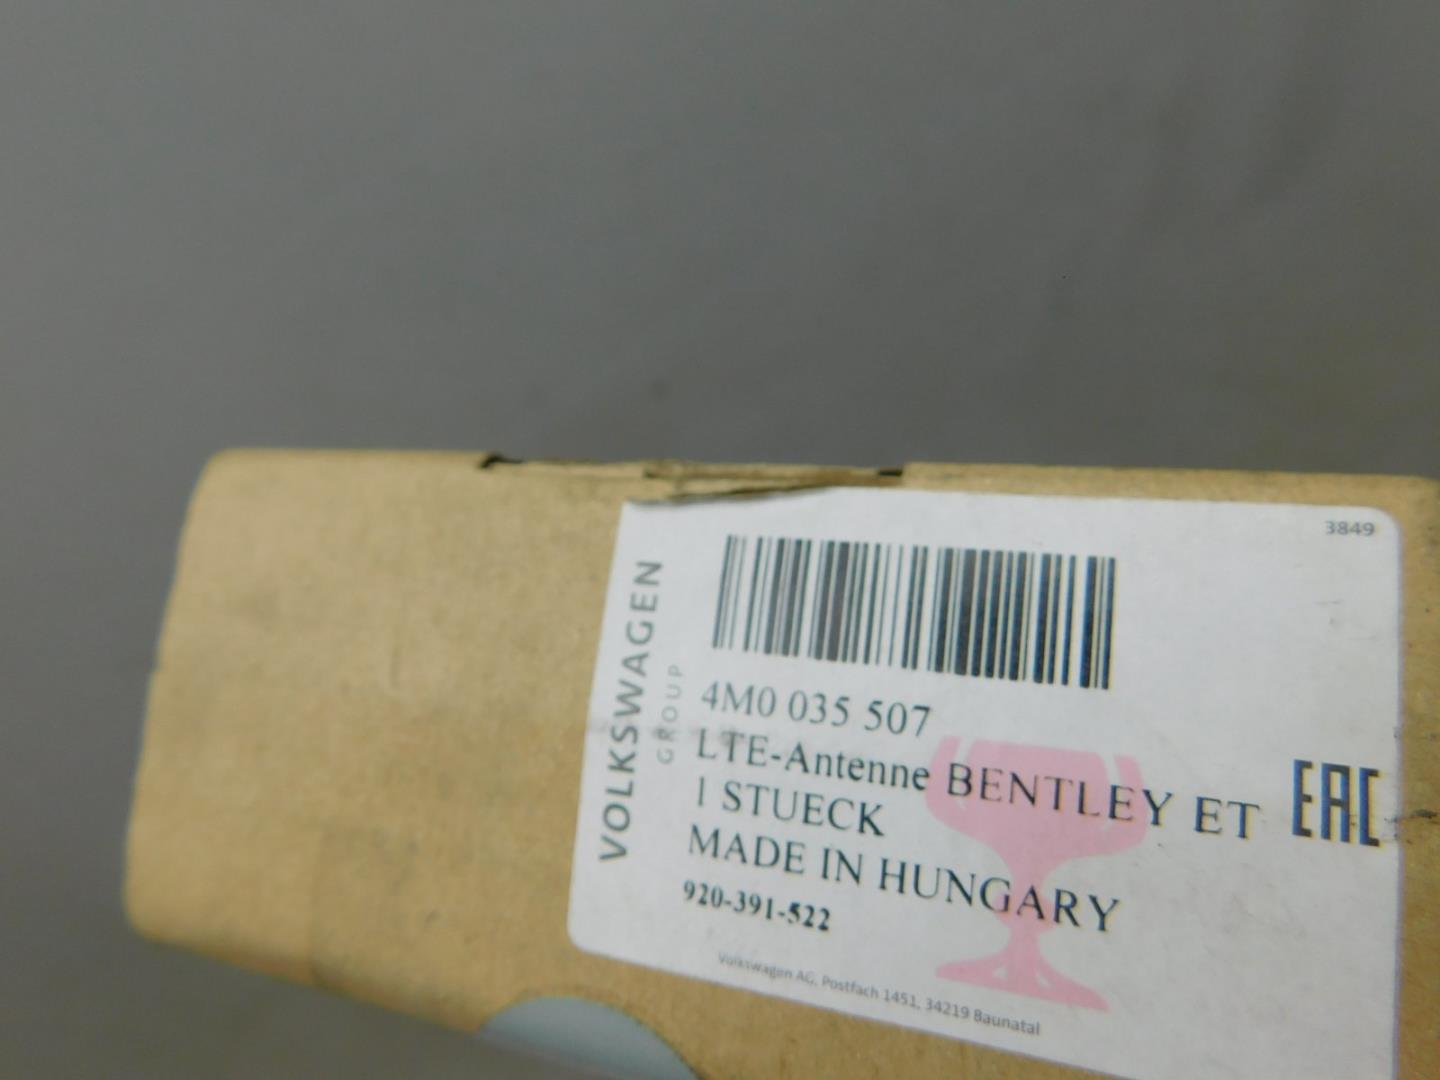 3849
VOLKSWAGEN
GROUP
4M0 035 507
LTE-Antenne BENTLEY ET
1 STUECK
MADE IN HUNGARY
920-391-522
EAC
Volkswagen AG, Postfach 1451, 34219 Baunatal